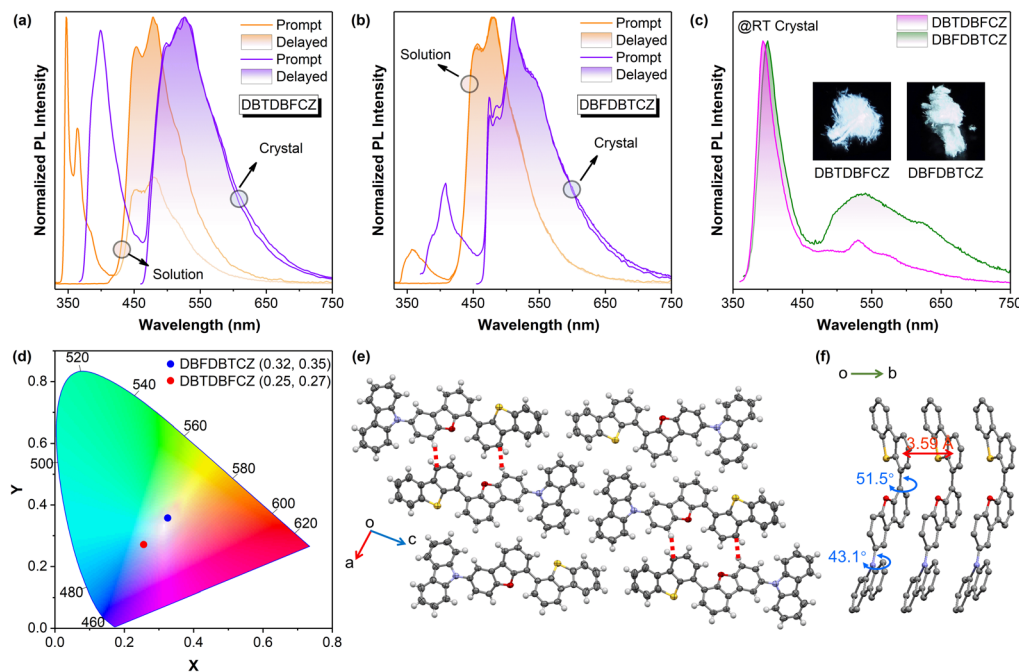 (a)
Normalized PL Intensity
Prompt
Delayed
Prompt
Delayed
DBTDBFCZ
Crystal
Solution
350 450 550 650 750
Wavelength (nm)
(b)
Normalized PL Intensity
Prompt
Delayed
Prompt
Delayed
DBFDBTCZ
Solution
Crystal
350 450 550 650 750
Wavelength (nm)
(c)
Normalized PL Intensity
@RT Crystal
DBTDBFCZ
DBFDBTCZ
DBTDBFCZ DBFDBTCZ
350 450 550 650 750
Wavelength (nm)
(d)
DBFDBTCZ (0.32, 0.35)
DBTDBFCZ (0.25, 0.27)
520
540
560
500
580
600
620
480
460
Y
0.8
0.6
0.4
0.2
0.0
0.0 0.2 0.4 0.6 0.8
X
(e)
o
a
c
(f)
o b
3.59 Å
51.5°
43.1°